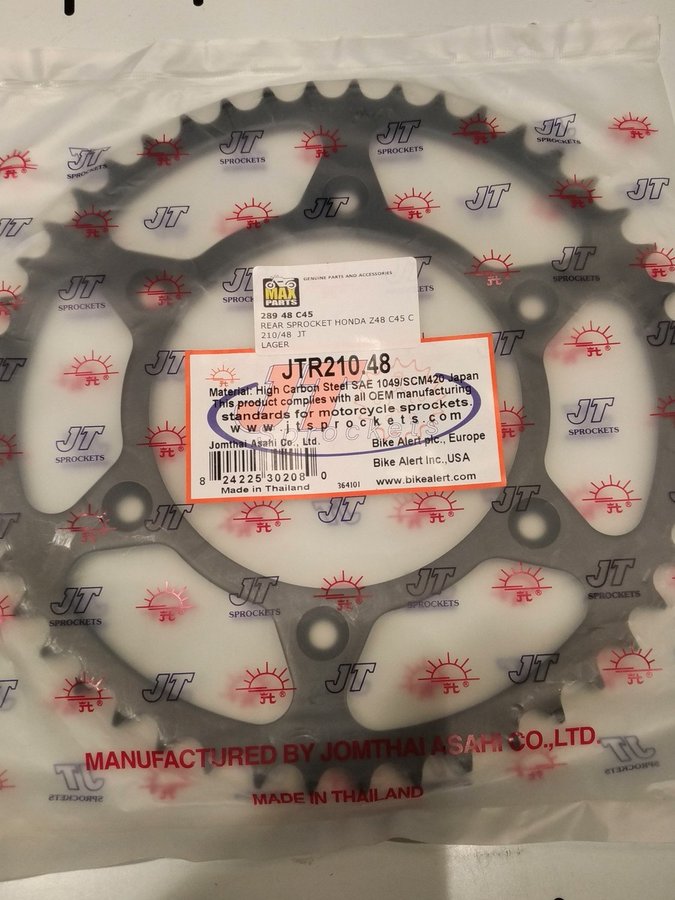 JT
SPROCKETS
MAX
PARTS
GENUINE PARTS AND ACCESSORIES
289 48 C45
REAR SPROCKET HONDA Z48 C45 C
210/48 JT
LAGER
JTR210.48
Material: High Carbon Steel SAE 1049/SCM420 Japan
This product complies with all OEM manufacturing
standards for motorcycle sprockets.
www.jtsprockets.com
Jomthai Asahi Co., Ltd.
Bike Alert plc., Europe
Bike Alert Inc.,USA
8 24225 30208 0
Made in Thailand
364101
www.bikealert.com
MANUFACTURED BY JOMTHAI ASAHI CO.,LTD.
MADE IN THAILAND